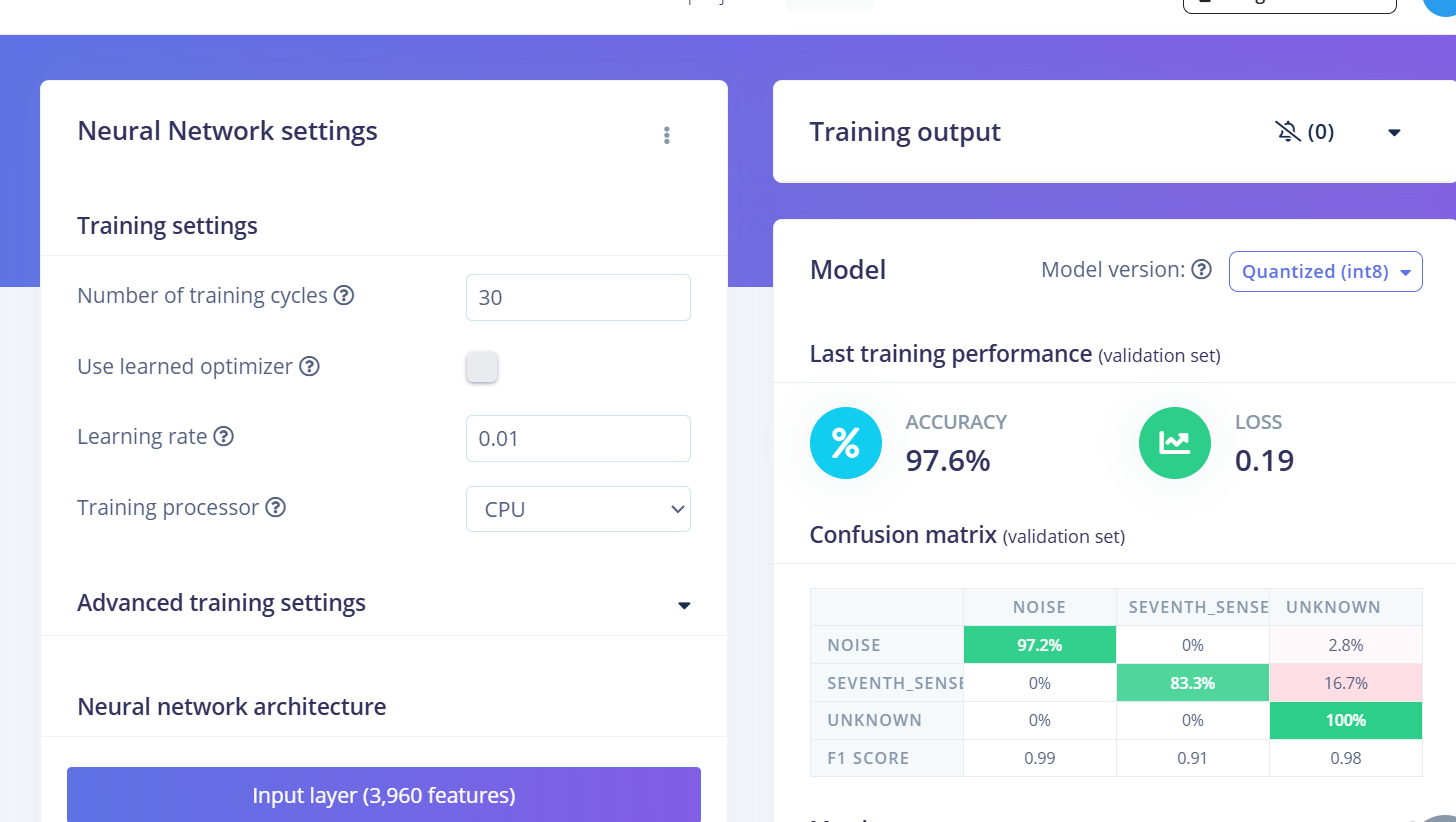 Neural Network settings
Training settings
Number of training cycles
30
Use learned optimizer
Learning rate
0.01
Training processor
CPU
Advanced training settings
Neural network architecture
Input layer (3,960 features)
Training output
(0)
Model
Model version:
Quantized (int8)
Last training performance (validation set)
% ACCURACY
97.6%
LOSS
0.19
Confusion matrix (validation set)
NOISE SEVENTH_SENSE UNKNOWN
NOISE 97.2% 0% 2.8%
SEVENTH_SENSE 0% 83.3% 16.7%
UNKNOWN 0% 0% 100%
F1 SCORE 0.99 0.91 0.98